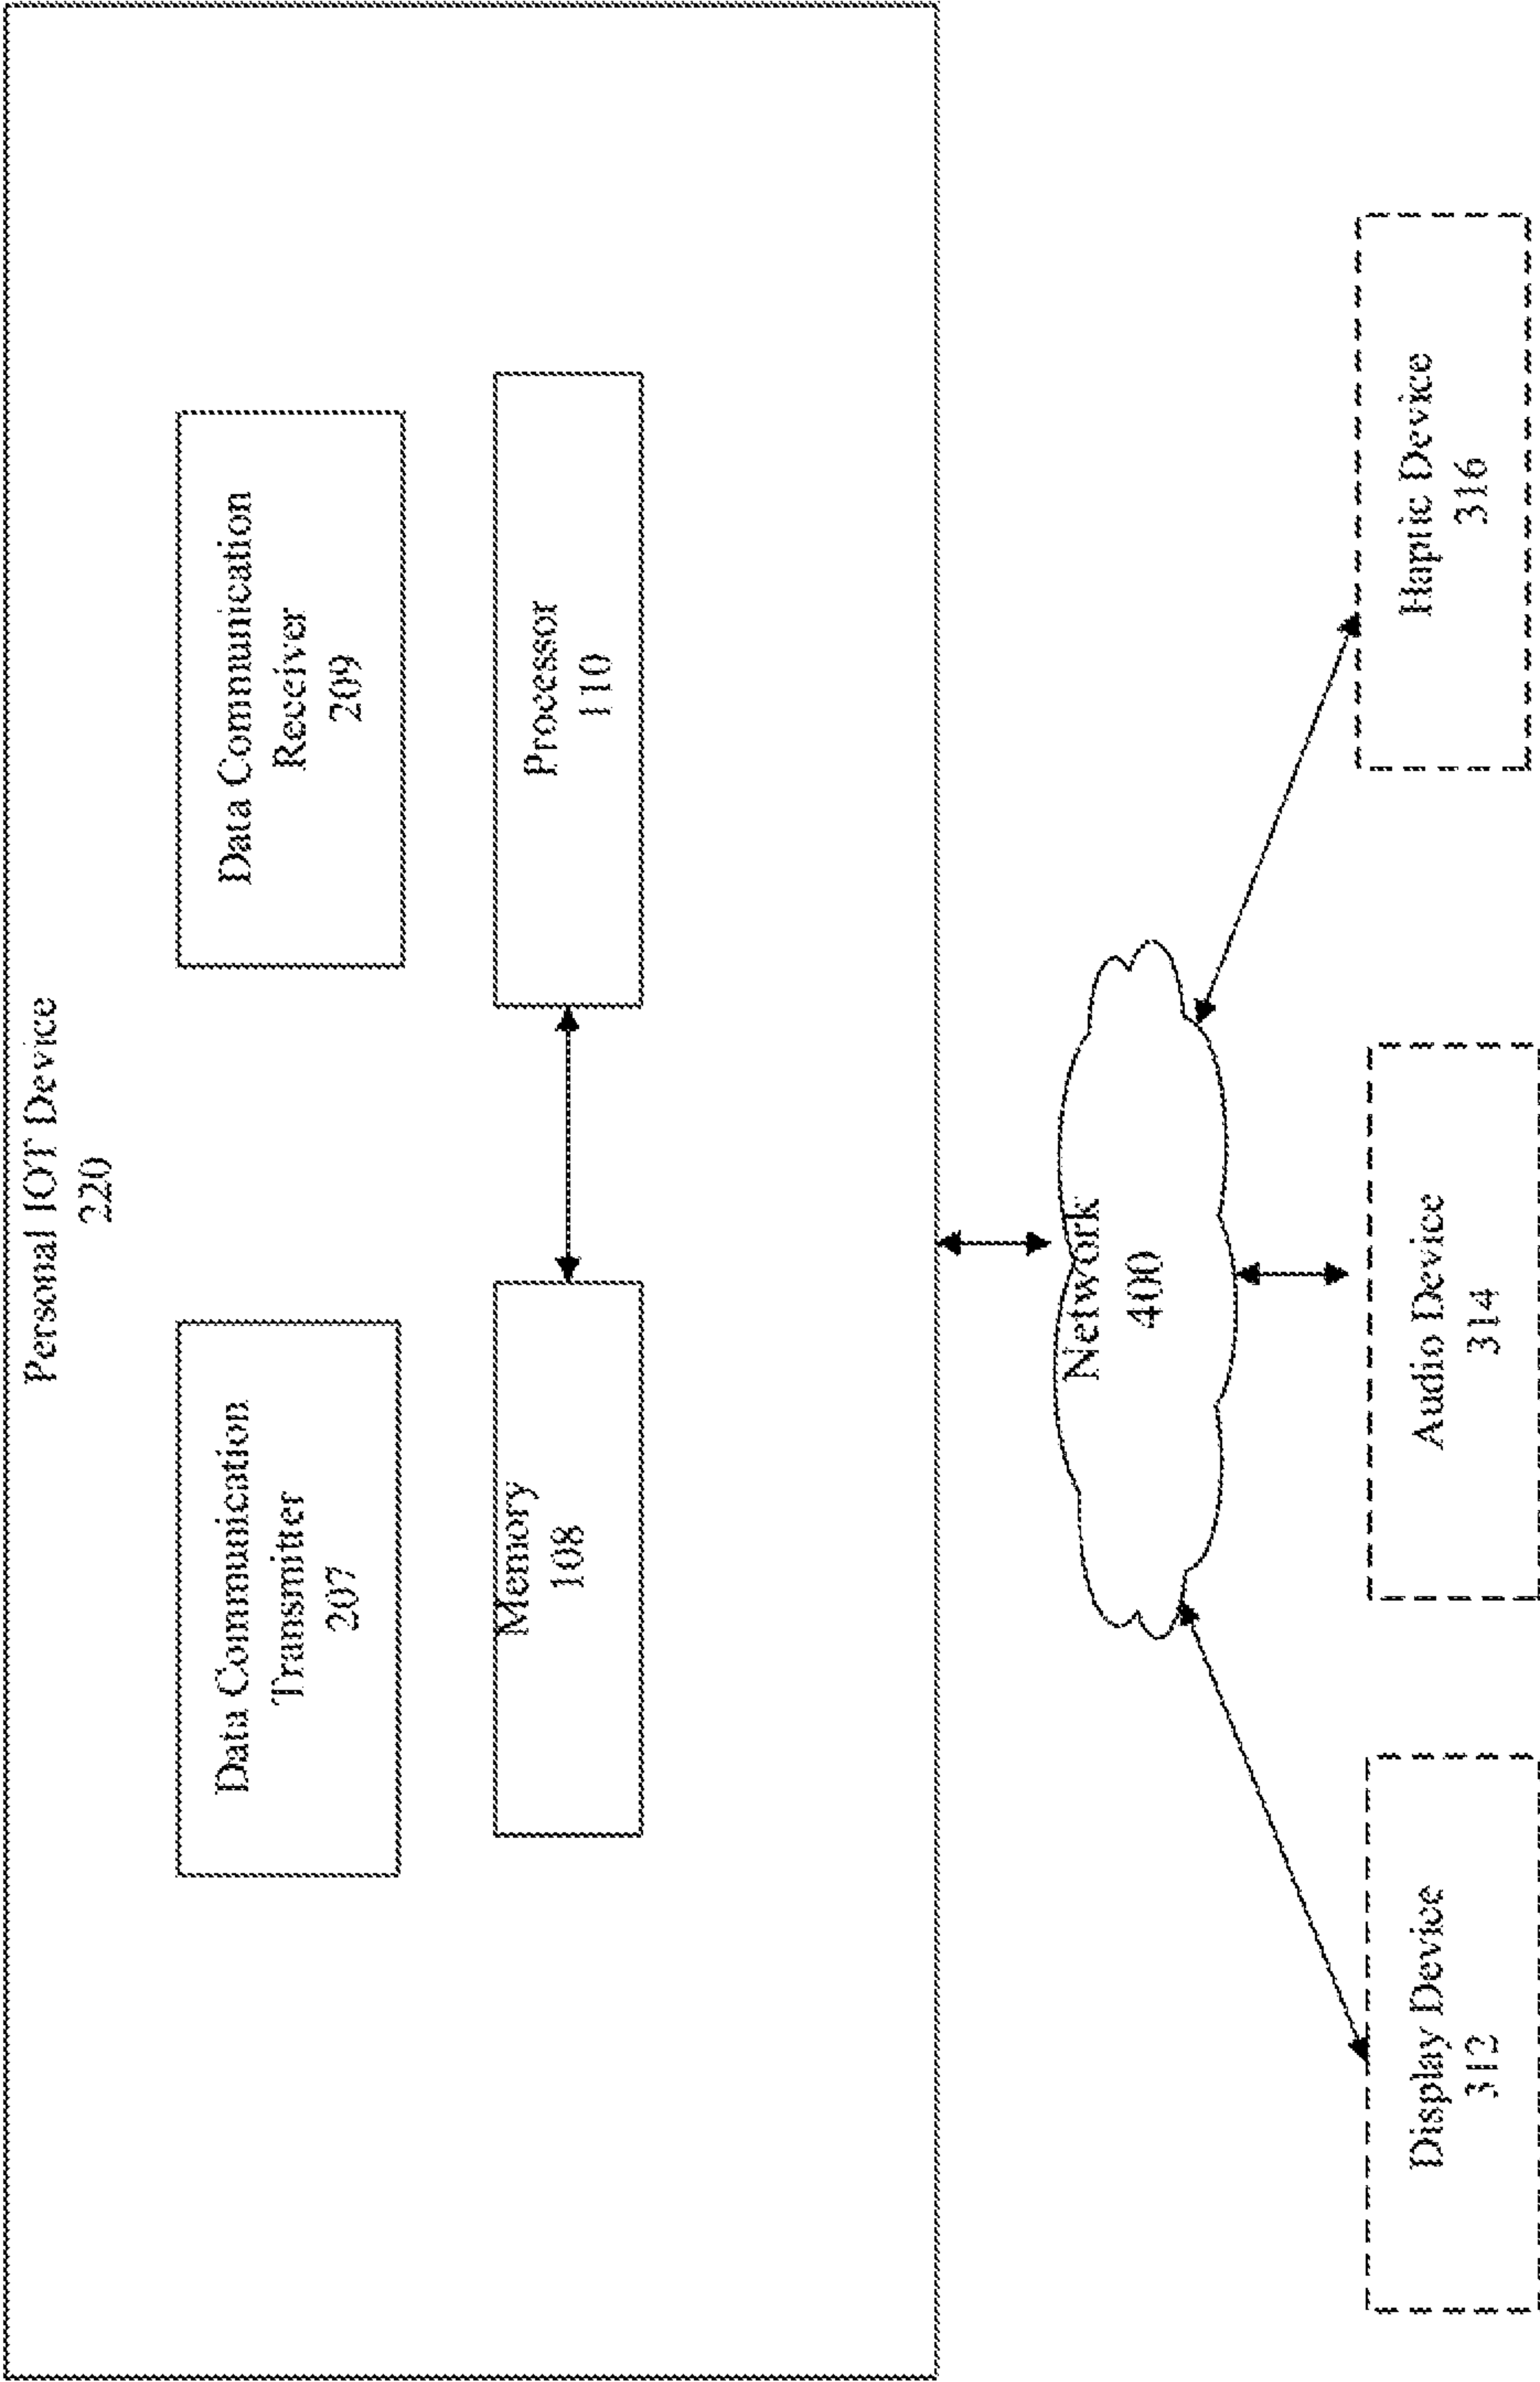 Personal IOT Device
220
Data Communication
Transmitter
207
Data Communication
Receiver
209
Memory
108
Processor
110
Network
400
Display Device
312
Audio Device
314
Haptic Device
316